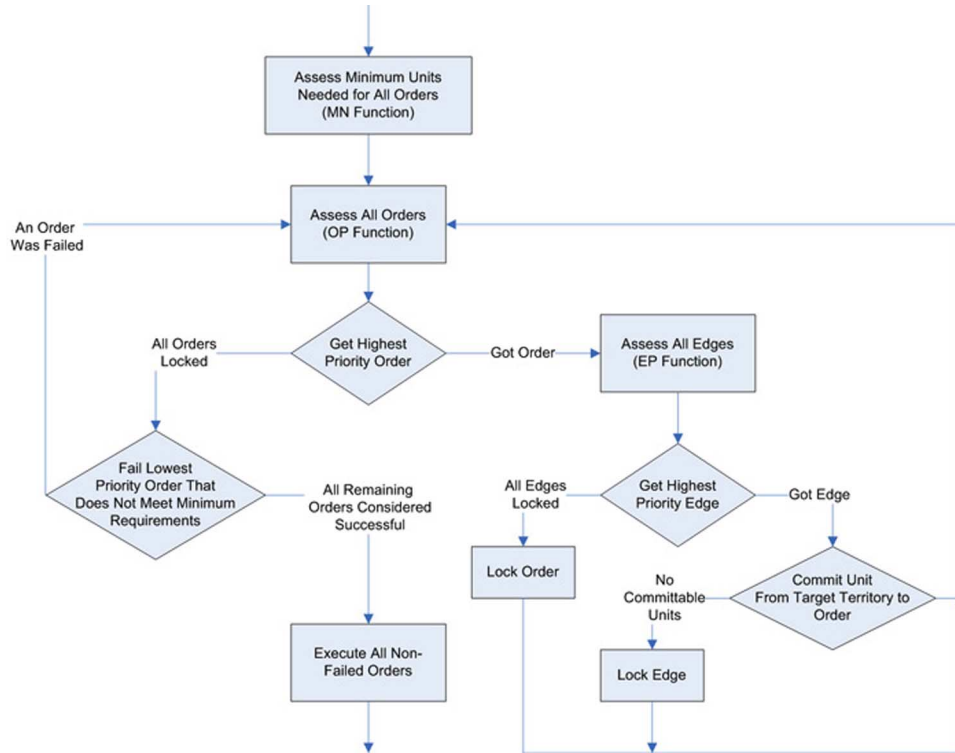 Assess Minimum Units
Needed for All Orders
(MN Function)
Assess All Orders
(OP Function)
An Order
Was Failed
All Orders
Locked
Get Highest
Priority Order
Got Order
Assess All Edges
(EP Function)
Fail Lowest
Priority Order That
Does Not Meet Minimum
Requirements
All Remaining
Orders Considered
Successful
All Edges
Locked
Get Highest
Priority Edge
Got Edge
Lock Order
No
Committable
Units
Commit Unit
From Target Territory to
Order
Execute All Non-
Failed Orders
Lock Edge